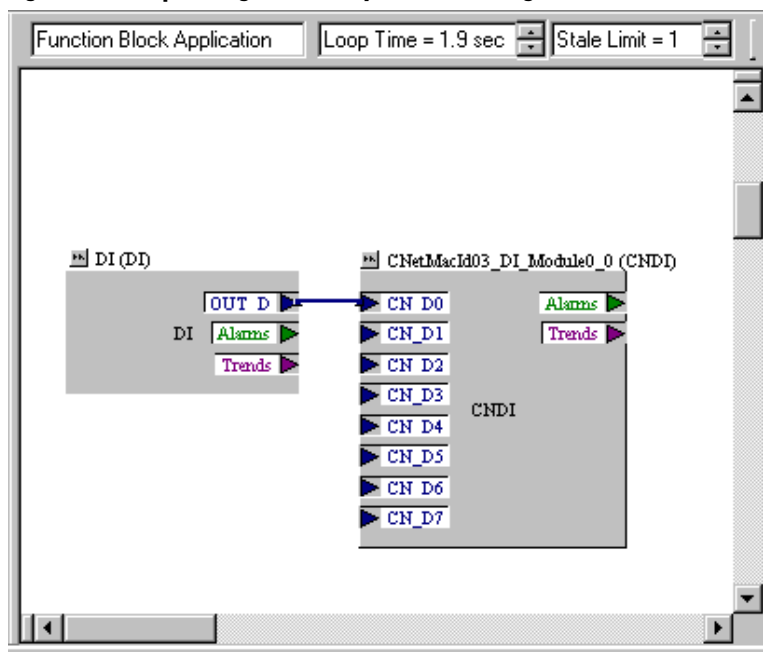 Function Block Application Loop Time = 1.9 sec Stale Limit = 1
DI (DI)
OUT_D
DI Alarms
Trends
CNetMacId03_DI_Module0_0 (CNDI)
CN_D0 Alarms
CN_D1 Trends
CN_D2
CN_D3
CNDI
CN_D4
CN_D5
CN_D6
CN_D7